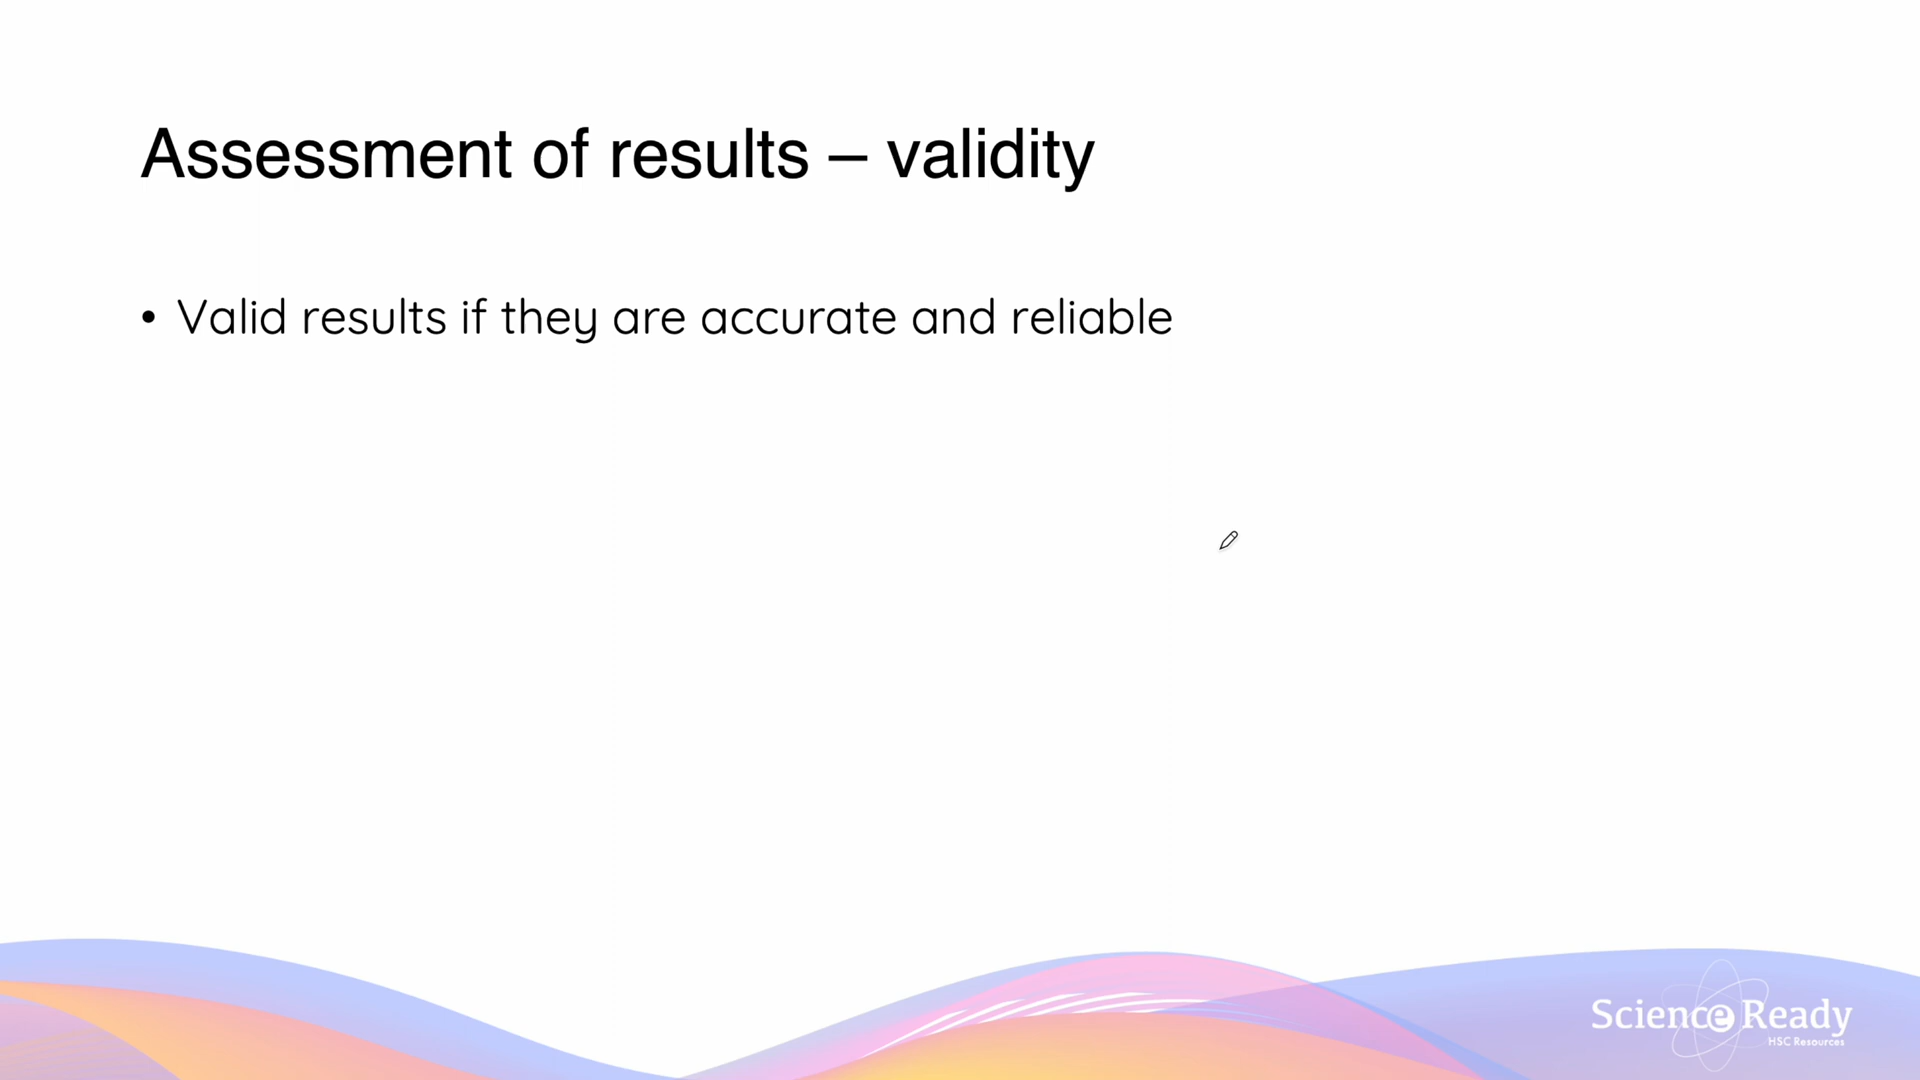 Assessment of results – validity
• Valid results if they are accurate and reliable
Science Ready
HSC Resources